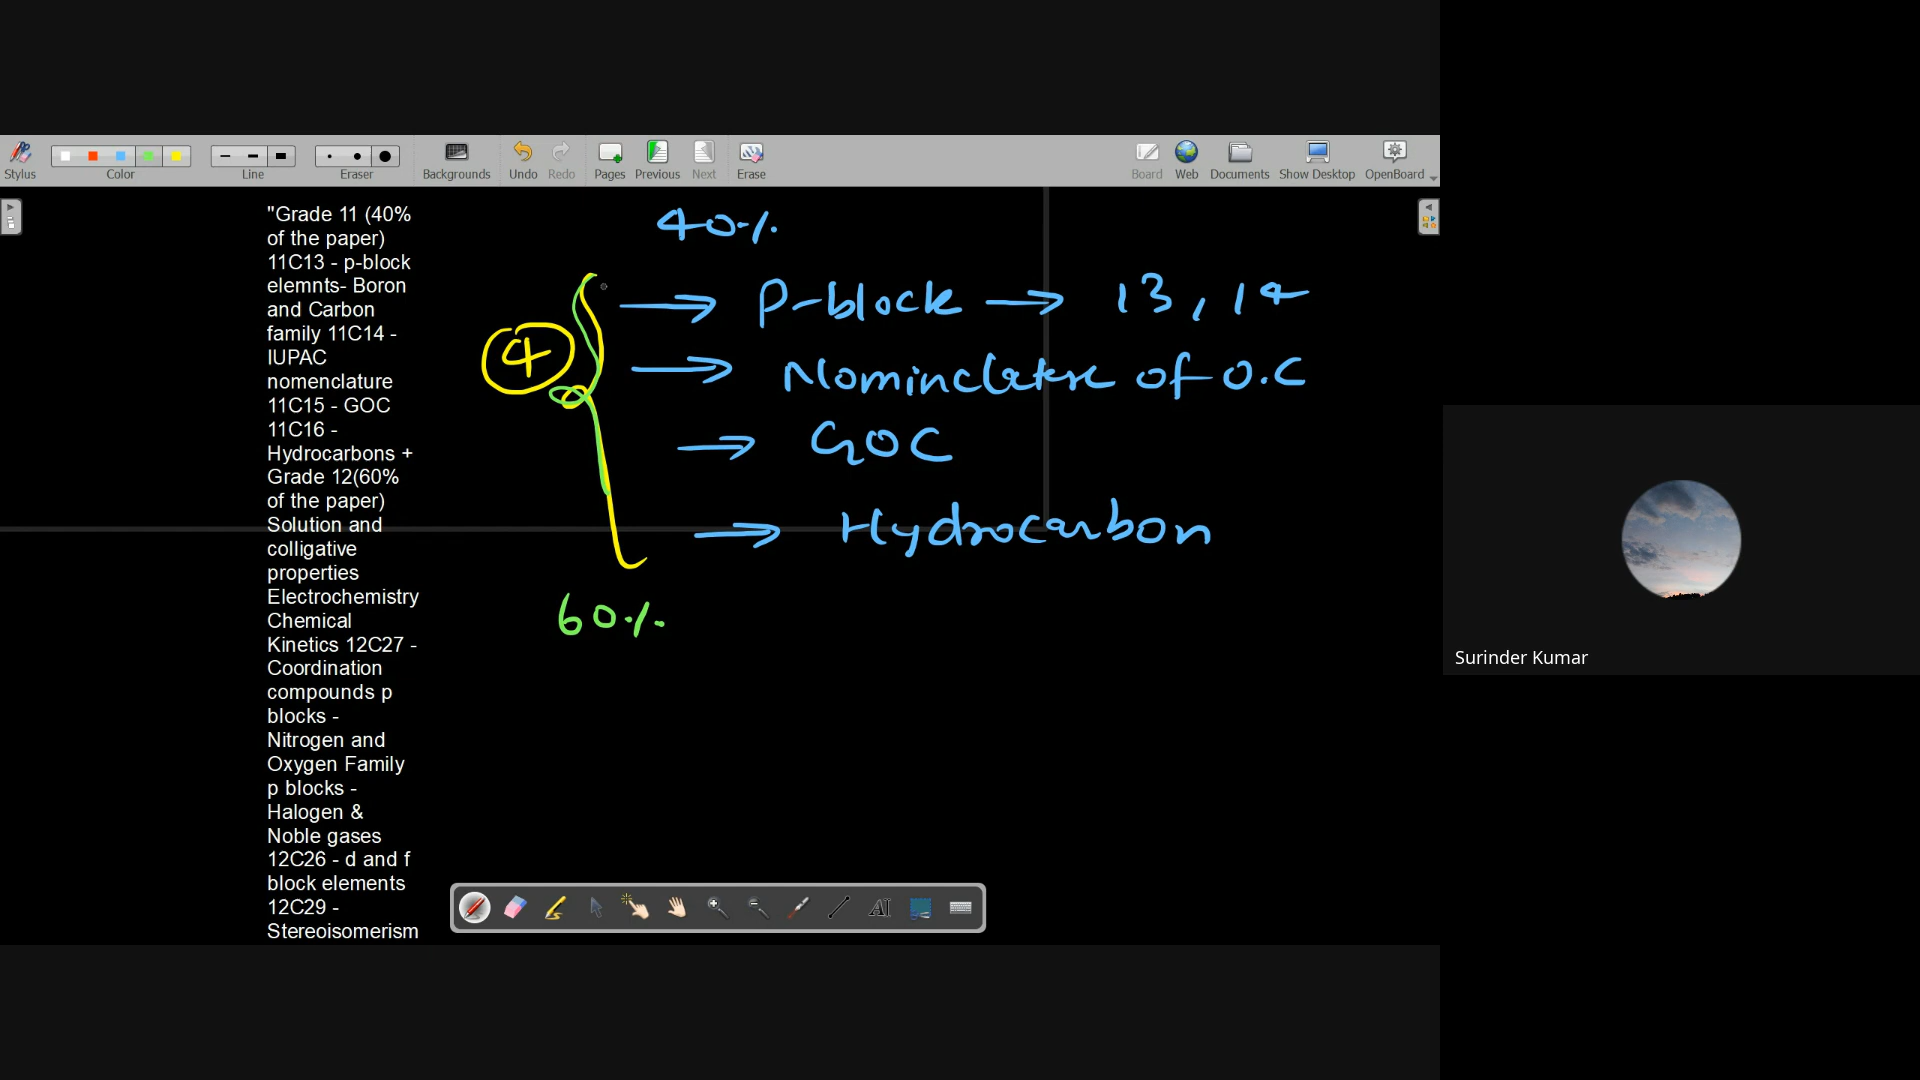 Stylus
Color
Line
Eraser
Backgrounds
Undo
Redo
Pages
Previous
Next
Erase
Board
Web
Documents
Show Desktop
OpenBoard
"Grade 11 (40%
of the paper)
11C13 - p-block
elemnts- Boron
and Carbon
family 11C14 -
IUPAC
nomenclature
11C15 - GOC
11C16 -
Hydrocarbons +
Grade 12(60%
of the paper)
Solution and
colligative
properties
Electrochemistry
Chemical
Kinetics 12C27 -
Coordination
compounds p
blocks -
Nitrogen and
Oxygen Family
p blocks -
Halogen &
Noble gases
12C26 - d and f
block elements
12C29 -
Stereoisomerism
40%
④
→ P-block → 13, 14
→ Nominclature of O.C
→ GOC
→ Hydrocarbon
60%
AI
Surinder Kumar